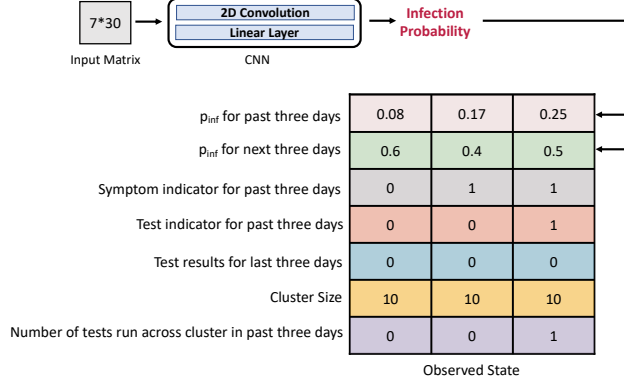 7*30
2D Convolution
Linear Layer
Infection
Probability
Input Matrix
CNN
p_inf for past three days 0.08 0.17 0.25
p_inf for next three days 0.6 0.4 0.5
Symptom indicator for past three days 0 1 1
Test indicator for past three days 0 0 1
Test results for last three days 0 0 0
Cluster Size 10 10 10
Number of tests run across cluster in past three days 0 0 1
Observed State